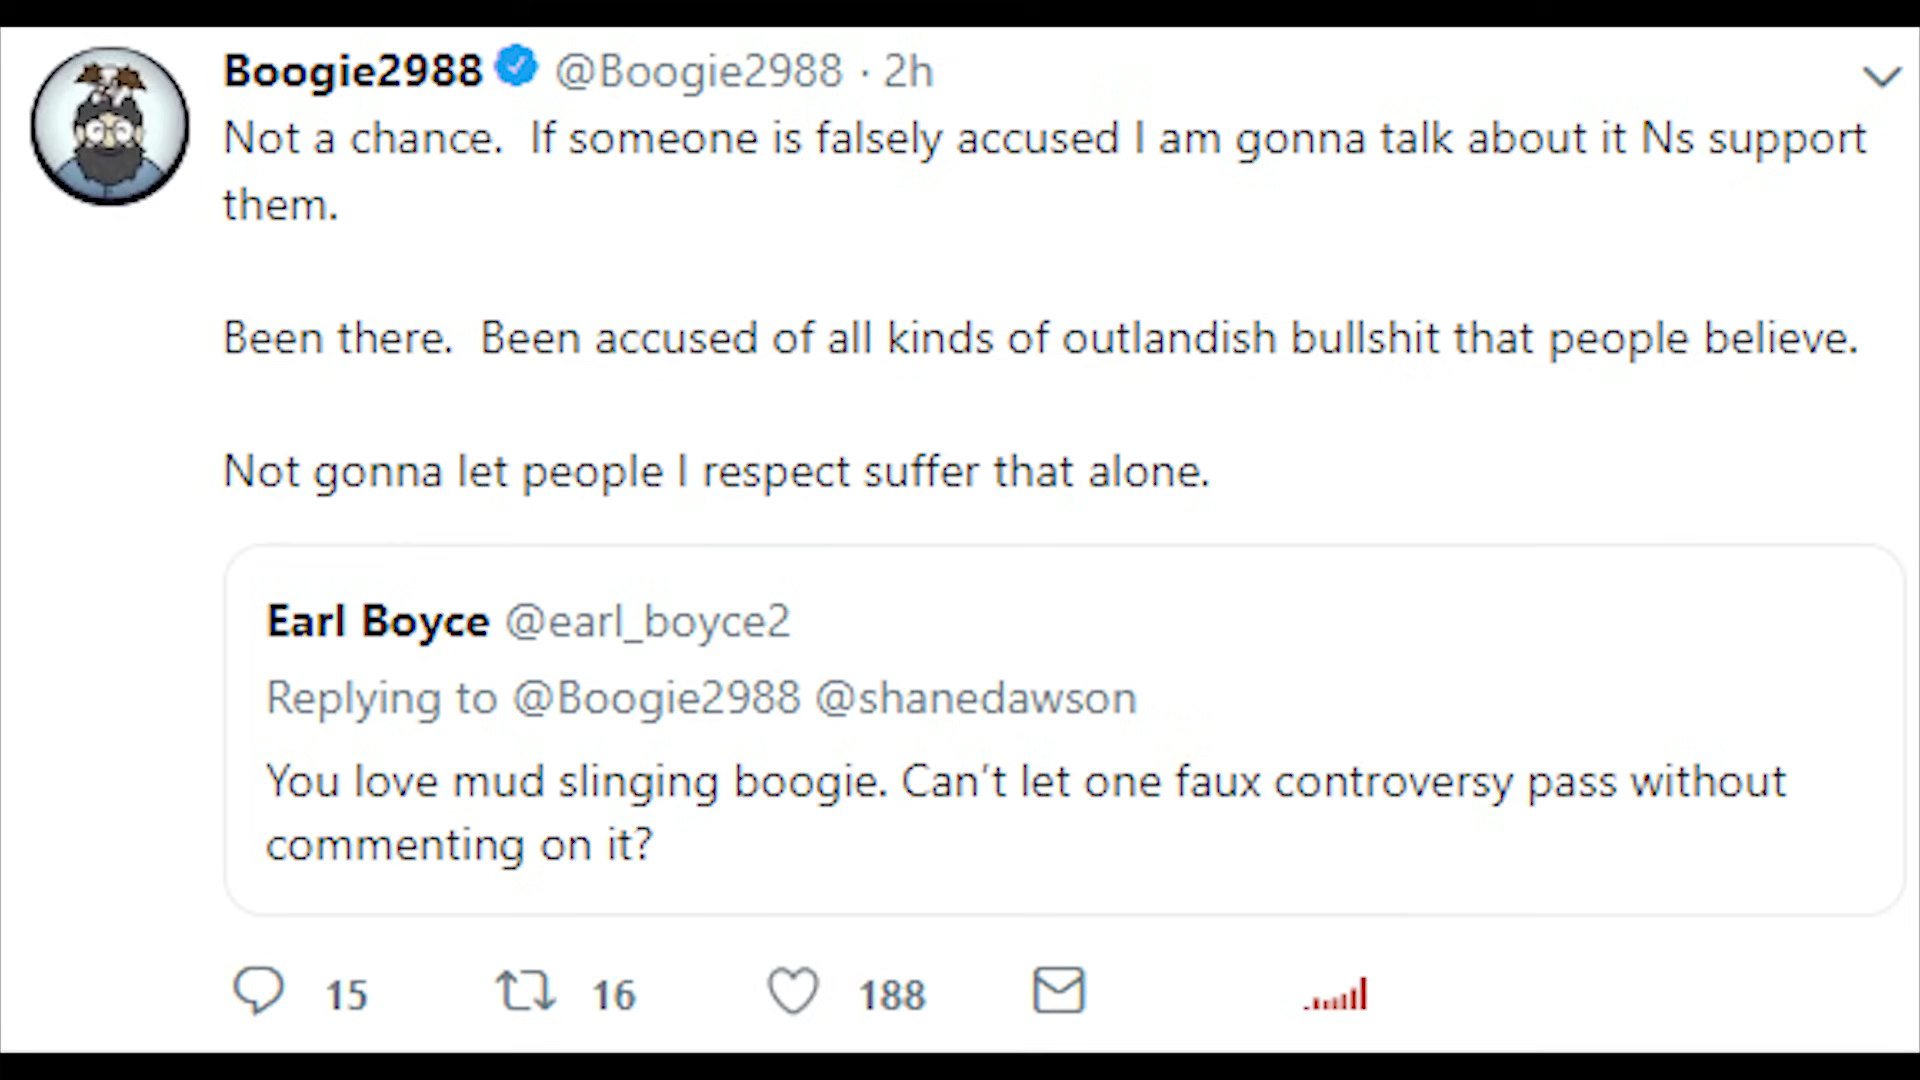 Boogie2988 @Boogie2988 · 2h
Not a chance.  If someone is falsely accused I am gonna talk about it Ns support
them.
Been there.  Been accused of all kinds of outlandish bullshit that people believe.
Not gonna let people I respect suffer that alone.
Earl Boyce @earl_boyce2
Replying to @Boogie2988 @shanedawson
You love mud slinging boogie. Can't let one faux controversy pass without
commenting on it?
15 16 188